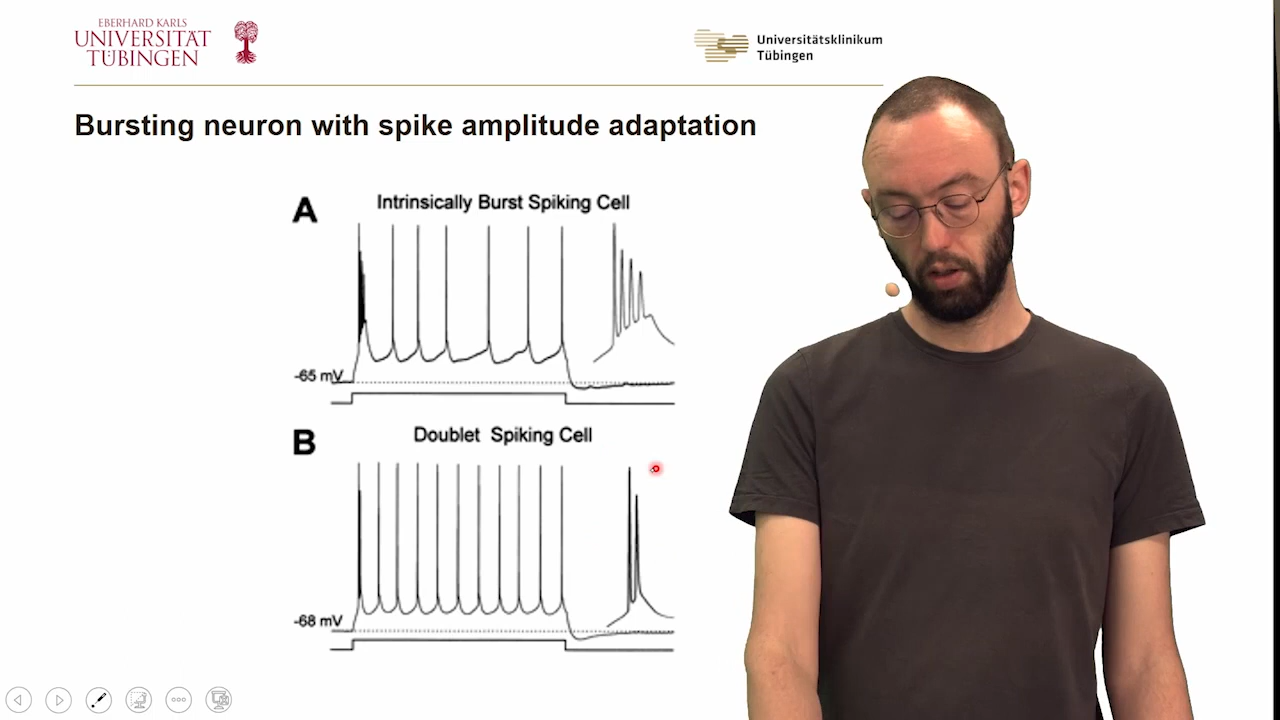 EBERHARD KARLS
UNIVERSITÄT
TÜBINGEN
Universitätsklinikum
Tübingen
Bursting neuron with spike amplitude adaptation
A
Intrinsically Burst Spiking Cell
-65 mV
B
Doublet Spiking Cell
-68 mV